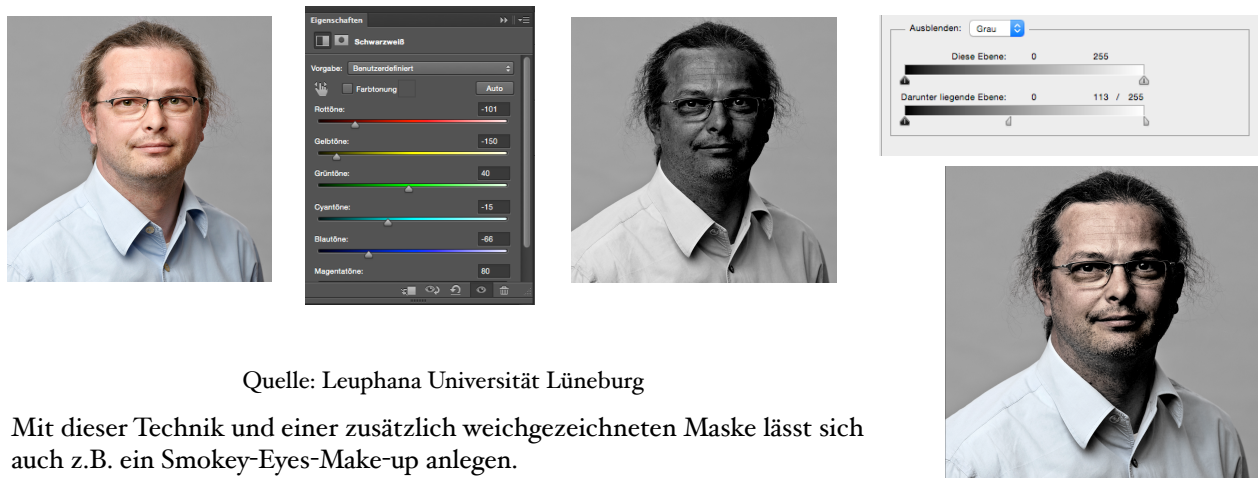 Eigenschaften
Schwarzweiß
Vorgabe: Benutzerdefiniert
Farbtonung Auto
Rottöne: -101
Gelbtöne: -150
Grüntöne: 40
Cyantöne: -15
Blautöne: -66
Magentatöne: 80
Ausblenden: Grau
Diese Ebene: 0 255
Darunter liegende Ebene: 0 113 / 255
Quelle: Leuphana Universität Lüneburg
Mit dieser Technik und einer zusätzlich weichgezeichneten Maske lässt sich
auch z.B. ein Smokey-Eyes-Make-up anlegen.